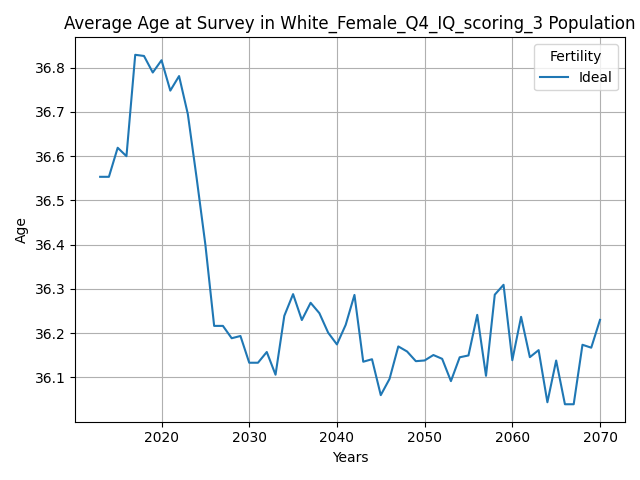 Average Age at Survey in White_Female_Q4_IQ_scoring_3 Population
Fertility
Ideal
36.8
36.7
36.6
36.5
36.4
36.3
36.2
36.1
Age
2020 2030 2040 2050 2060 2070
Years